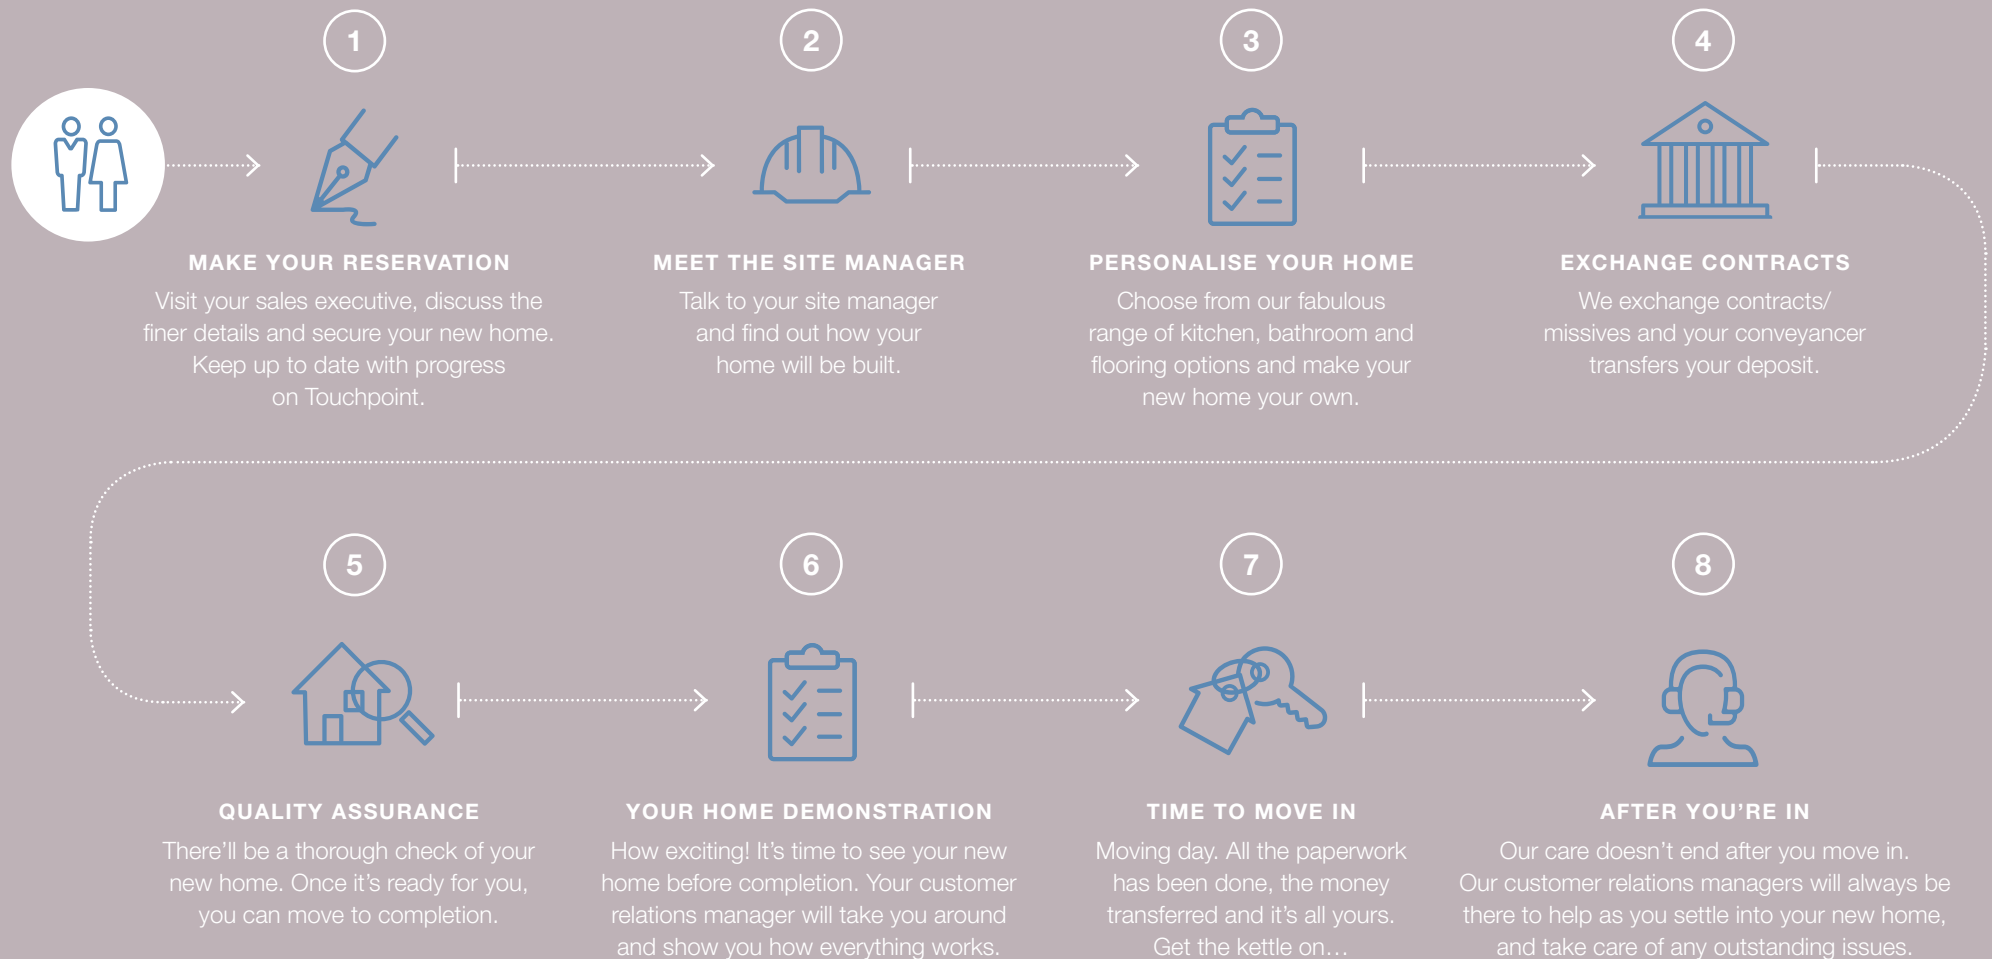 1
MAKE YOUR RESERVATION
Visit your sales executive, discuss the
finer details and secure your new home.
Keep up to date with progress
on Touchpoint.
2
MEET THE SITE MANAGER
Talk to your site manager
and find out how your
home will be built.
3
PERSONALISE YOUR HOME
Choose from our fabulous
range of kitchen, bathroom and
flooring options and make your
new home your own.
4
EXCHANGE CONTRACTS
We exchange contracts/
missives and your conveyancer
transfers your deposit.
5
QUALITY ASSURANCE
There’ll be a thorough check of your
new home. Once it’s ready for you,
you can move to completion.
6
YOUR HOME DEMONSTRATION
How exciting! It’s time to see your new
home before completion. Your customer
relations manager will take you around
and show you how everything works.
7
TIME TO MOVE IN
Moving day. All the paperwork
has been done, the money
transferred and it’s all yours.
Get the kettle on…
8
AFTER YOU’RE IN
Our care doesn’t end after you move in.
Our customer relations managers will always be
there to help as you settle into your new home,
and take care of any outstanding issues.